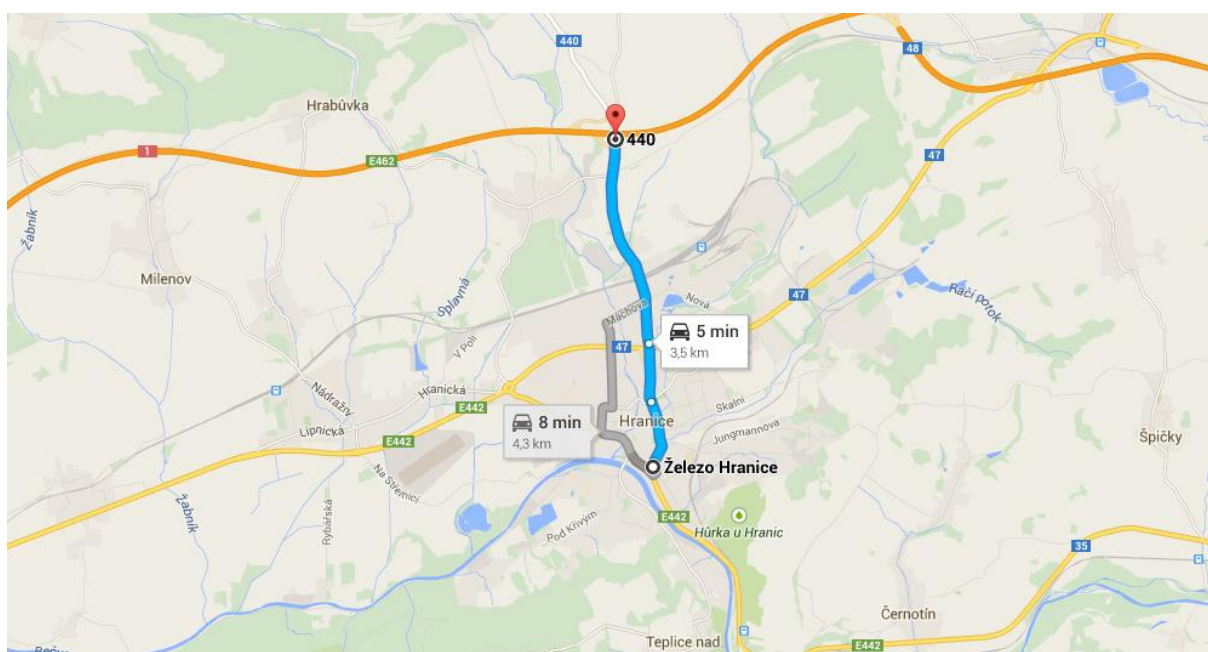 440
48
Hrabůvka
440
1
E462
47
47
Žabník
Milenov
Splavná
Račí potok
47
Máchova
Nová
5 min
3,5 km
V Poli
47
Hranická
Nádražní
E442
Skalní
8 min
4,3 km
Hranice
Lipnická
E442
Jungmannova
Špičky
Železo Hranice
Na Střelnici
Žabník
Rybářská
E442
Pod Křivým
Hůrka u Hranic
35
Černotín
Teplice nad
E442